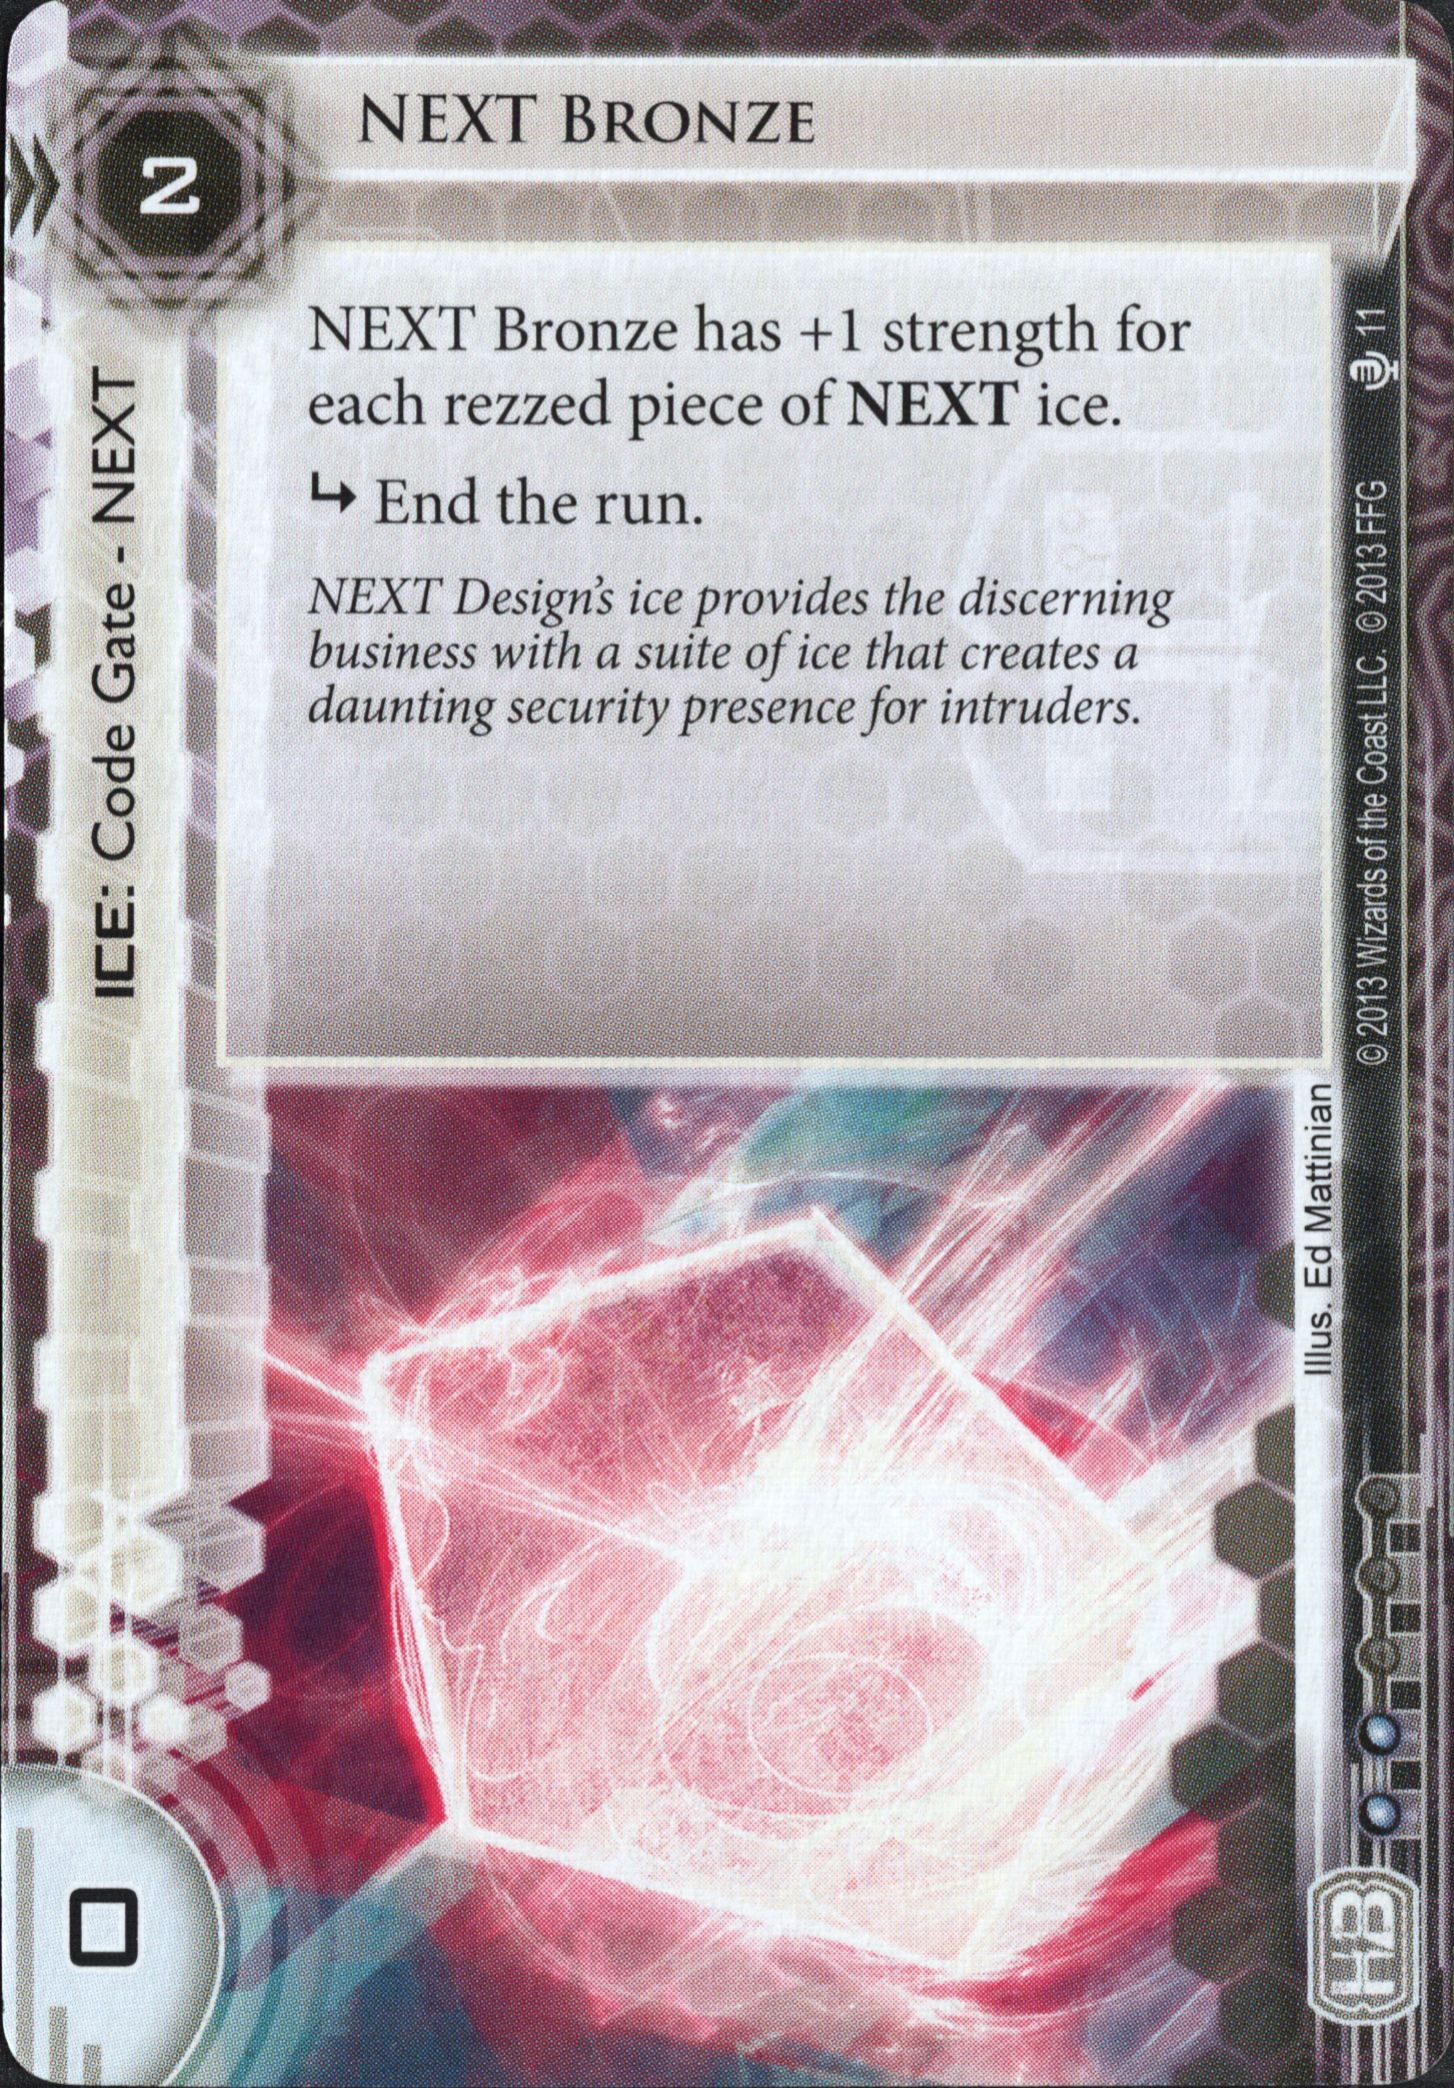 2
NEXT BRONZE
ICE: Code Gate - NEXT
NEXT Bronze has +1 strength for
each rezzed piece of NEXT ice.
↳ End the run.
NEXT Design's ice provides the discerning
business with a suite of ice that creates a
daunting security presence for intruders.
Illus. Ed Mattinian
© 2013 Wizards of the Coast LLC. © 2013 FFG
11
0
HB